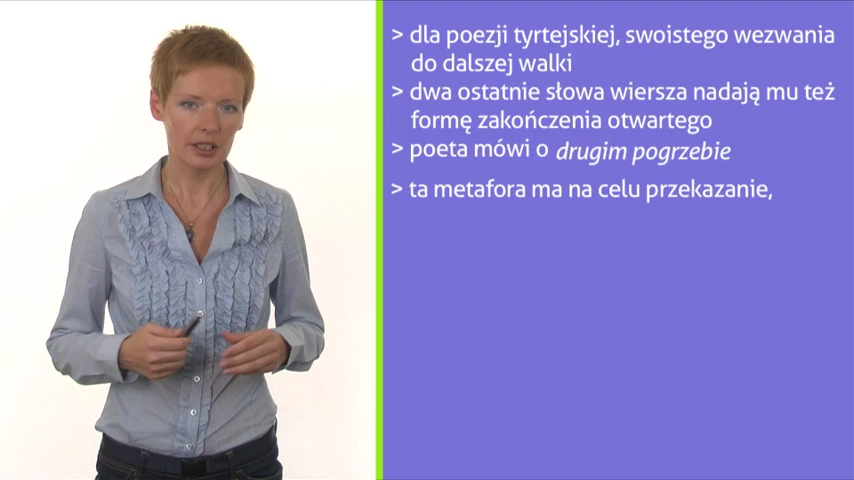 > dla poezji tyrtejskiej, swoistego wezwania
do dalszej walki
> dwa ostatnie słowa wiersza nadają mu też
formę zakończenia otwartego
> poeta mówi o drugim pogrzebie
> ta metafora ma na celu przekazanie,